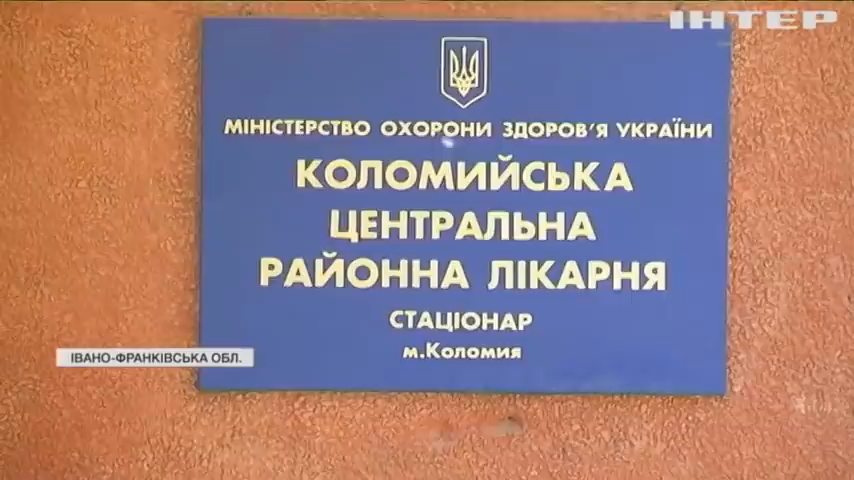 ІНТЕР
МІНІСТЕРСТВО ОХОРОНИ ЗДОРОВ'Я УКРАЇНИ
КОЛОМИЙСЬКА
ЦЕНТРАЛЬНА
РАЙОННА ЛІКАРНЯ
СТАЦІОНАР
м.Коломия
ІВАНО-ФРАНКІВСЬКА ОБЛ.